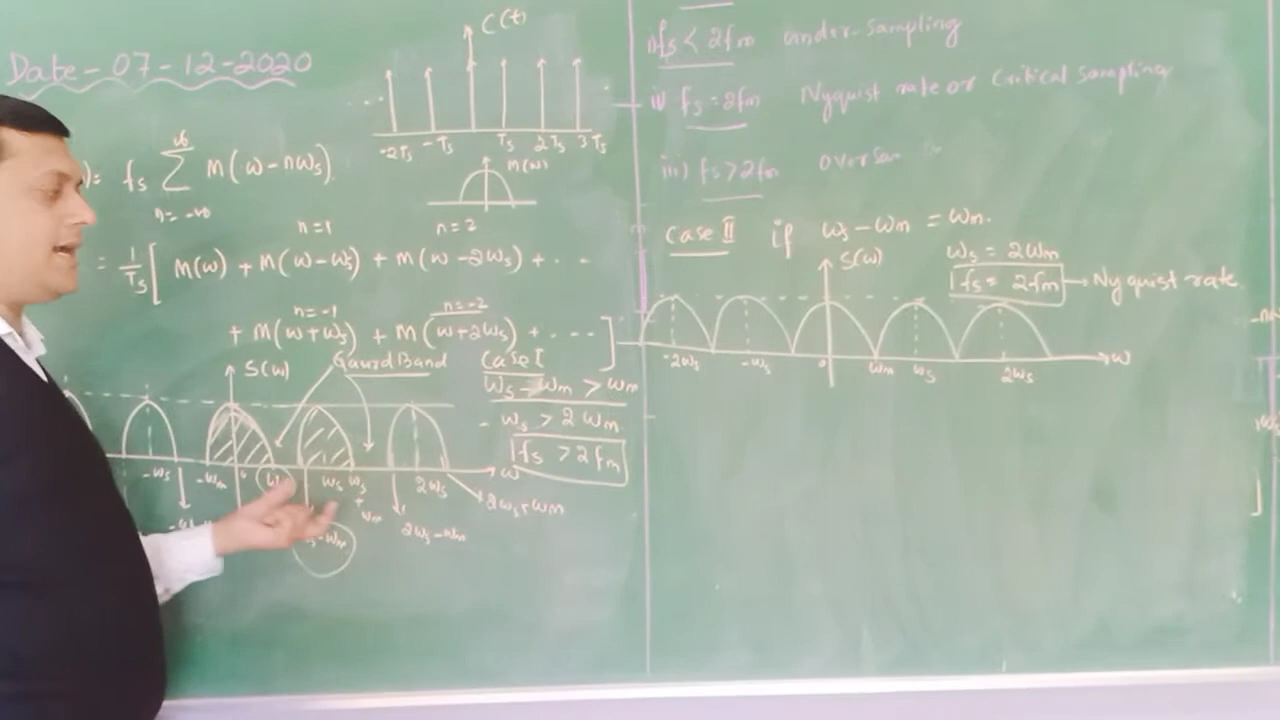 Date-07-12-2020
C(t)
-2Ts -Ts Ts 2Ts 3Ts
M(ω)
)= fs ∑ M(ω-nωs)
∞
n=-∞
n=1 n=2
= 1/Ts [ M(ω) + M(ω-ωs) + M(ω-2ωs) + ...
n=-1 n=-2
+ M(ω+ωs) + M(ω+2ωs) + .... ]
S(ω) Gaurd Band
Case I
ωs-ωm > ωm
ωs > 2ωm
fs > 2fm
-ωs -ωm ωs ωs+ωm 2ωs ω
2ωs-ωm 2ωs+ωm
i) fs < 2fm under-sampling
ii) fs = 2fm Nyquist rate or Critical sampling
iii) fs > 2fm
Case II if ωs-ωm = ωm.
S(ω) ωs = 2ωm
fs = 2fm → Nyquist rate.
-2ωs -ωs 0 ωm ωs 2ωs ω